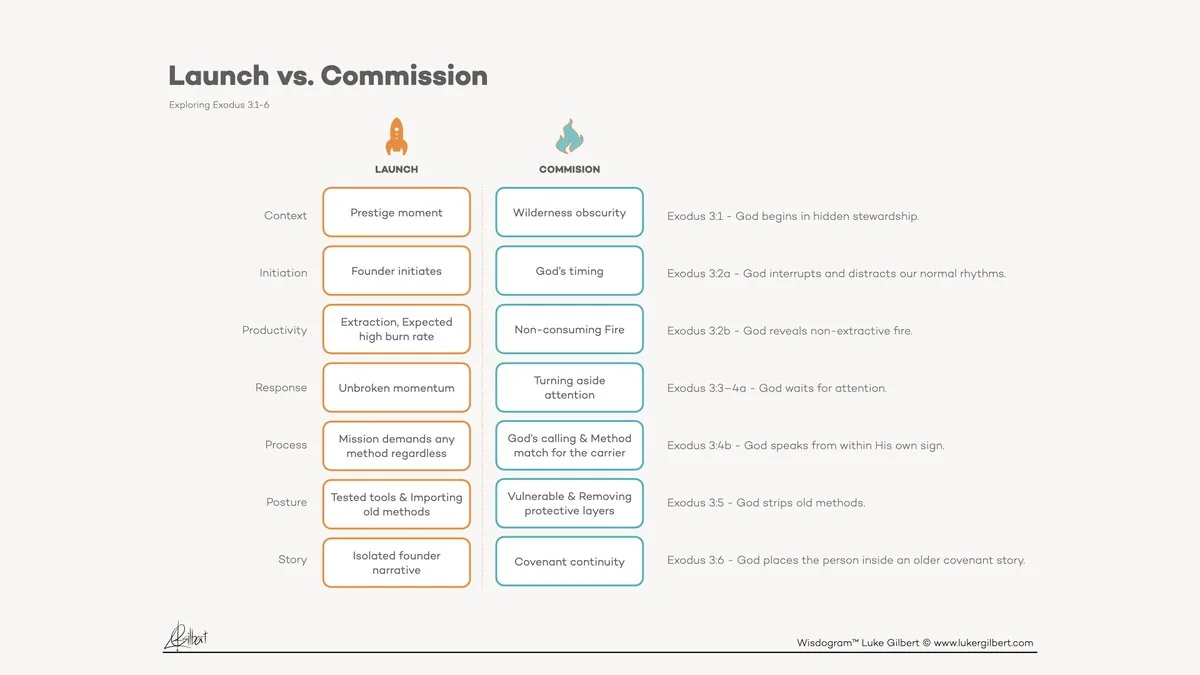 Launch vs. Commission
Exploring Exodus 3:1-6
LAUNCH
COMMISION
Context
Prestige moment
Wilderness obscurity
Exodus 3:1 - God begins in hidden stewardship.
Initiation
Founder initiates
God's timing
Exodus 3:2a - God interrupts and distracts our normal rhythms.
Productivity
Extraction, Expected
high burn rate
Non-consuming Fire
Exodus 3:2b - God reveals non-extractive fire.
Response
Unbroken momentum
Turning aside
attention
Exodus 3:3–4a - God waits for attention.
Process
Mission demands any
method regardless
God's calling & Method
match for the carrier
Exodus 3:4b - God speaks from within His own sign.
Posture
Tested tools & Importing
old methods
Vulnerable & Removing
protective layers
Exodus 3:5 - God strips old methods.
Story
Isolated founder
narrative
Covenant continuity
Exodus 3:6 - God places the person inside an older covenant story.
Wisdogram™ Luke Gilbert © www.lukergilbert.com